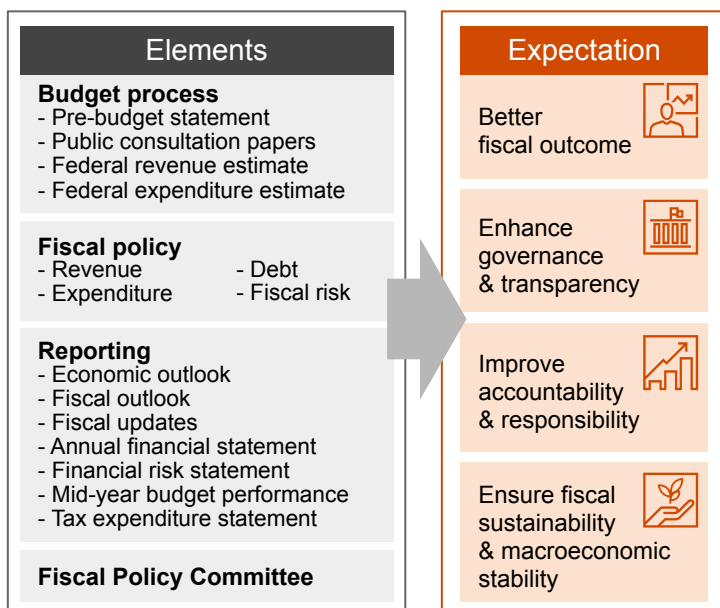 Elements
Budget process
- Pre-budget statement
- Public consultation papers
- Federal revenue estimate
- Federal expenditure estimate
Fiscal policy
- Revenue - Debt
- Expenditure - Fiscal risk
Reporting
- Economic outlook
- Fiscal outlook
- Fiscal updates
- Annual financial statement
- Financial risk statement
- Mid-year budget performance
- Tax expenditure statement
Fiscal Policy Committee
Expectation
Better
fiscal outcome
Enhance
governance
& transparency
Improve
accountability
& responsibility
Ensure fiscal
sustainability
& macroeconomic
stability